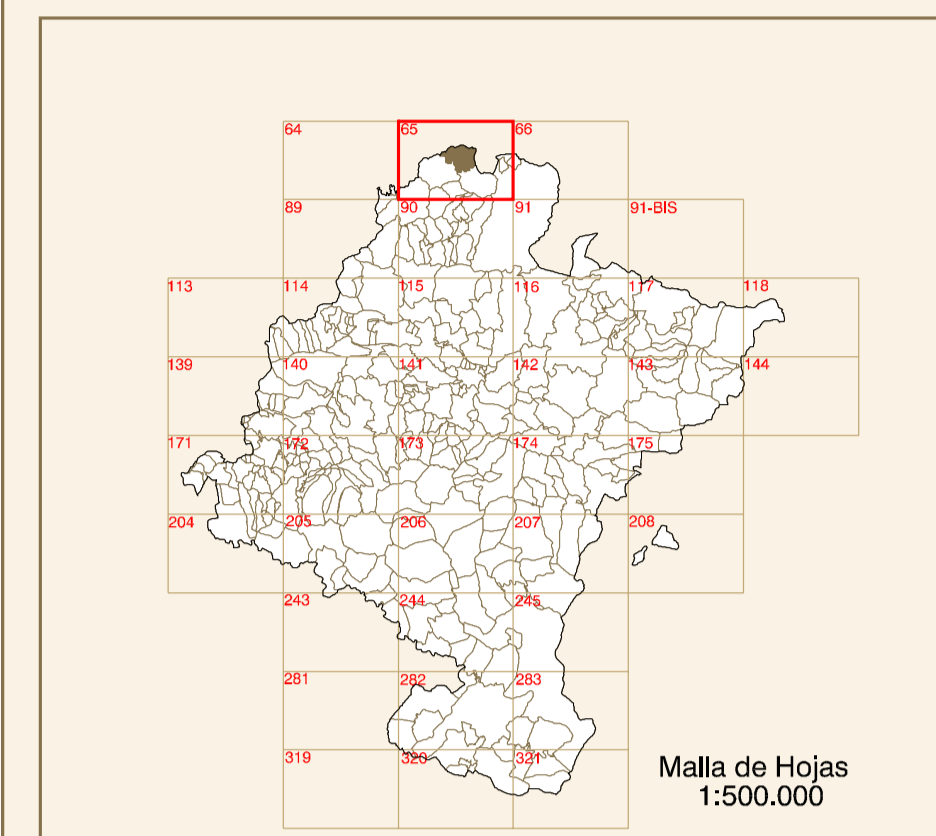 64 65 66
89 90 91 91-BIS
113 114 115 116 117 118
139 140 141 142 143 144
171 172 173 174 175
204 205 206 207 208
243 244 245
281 282 283
319 320 321
Malla de Hojas
1:500.000